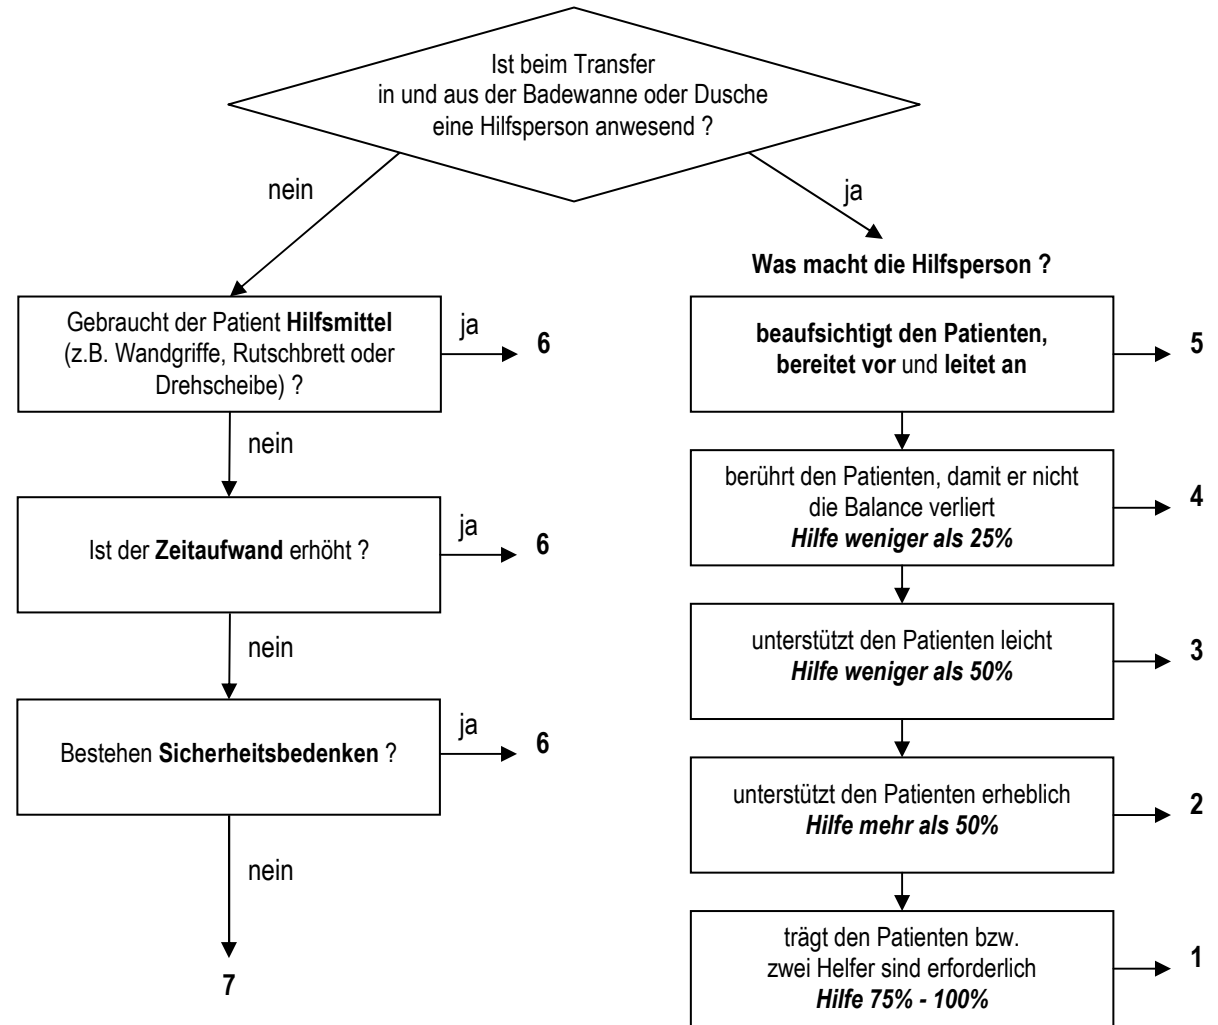 Ist beim Transfer
in und aus der Badewanne oder Dusche
eine Hilfsperson anwesend ?
nein
ja
Was macht die Hilfsperson ?
Gebraucht der Patient Hilfsmittel
(z.B. Wandgriffe, Rutschbrett oder
Drehscheibe) ?
ja
6
nein
Ist der Zeitaufwand erhöht ?
ja
6
nein
Bestehen Sicherheitsbedenken ?
ja
6
nein
7
beaufsichtigt den Patienten,
bereitet vor und leitet an
5
berührt den Patienten, damit er nicht
die Balance verliert
Hilfe weniger als 25%
4
unterstützt den Patienten leicht
Hilfe weniger als 50%
3
unterstützt den Patienten erheblich
Hilfe mehr als 50%
2
trägt den Patienten bzw.
zwei Helfer sind erforderlich
Hilfe 75% - 100%
1